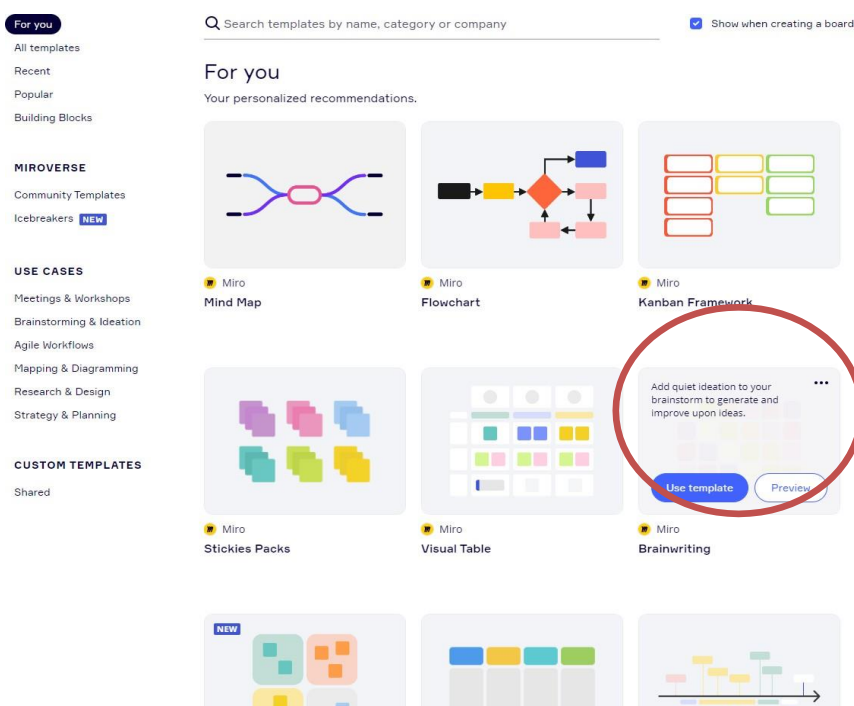 For you
All templates
Recent
Popular
Building Blocks
MIROVERSE
Community Templates
Icebreakers NEW
USE CASES
Meetings & Workshops
Brainstorming & Ideation
Agile Workflows
Mapping & Diagramming
Research & Design
Strategy & Planning
CUSTOM TEMPLATES
Shared
Search templates by name, category or company
Show when creating a board
For you
Your personalized recommendations.
Miro
Mind Map
Miro
Flowchart
Miro
Kanban Framework
Miro
Stickies Packs
Miro
Visual Table
Add quiet ideation to your
brainstorm to generate and
improve upon ideas.
Use template
Preview
Miro
Brainwriting
NEW